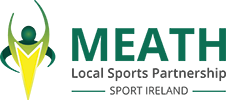 MEATH
Local Sports Partnership
SPORT IRELAND